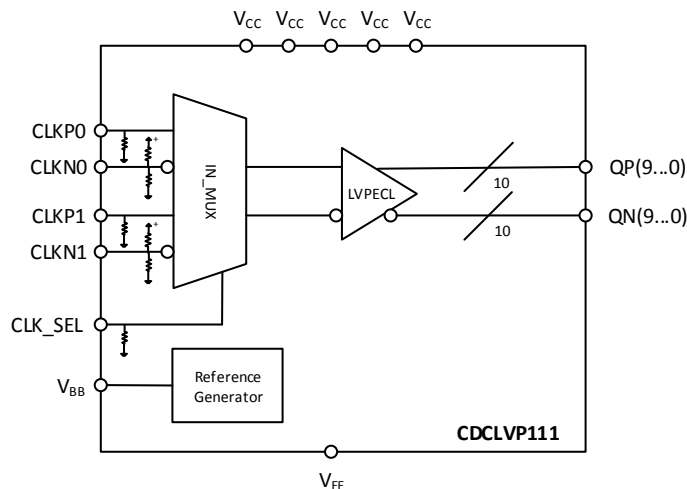 VCC VCC VCC VCC VCC
CLKP0
CLKN0
CLKP1
CLKN1
CLK_SEL
VBB
+
+
IN_MUX
LVPECL
10
10
QP(9...0)
QN(9...0)
Reference
Generator
CDCLVP111
VEE